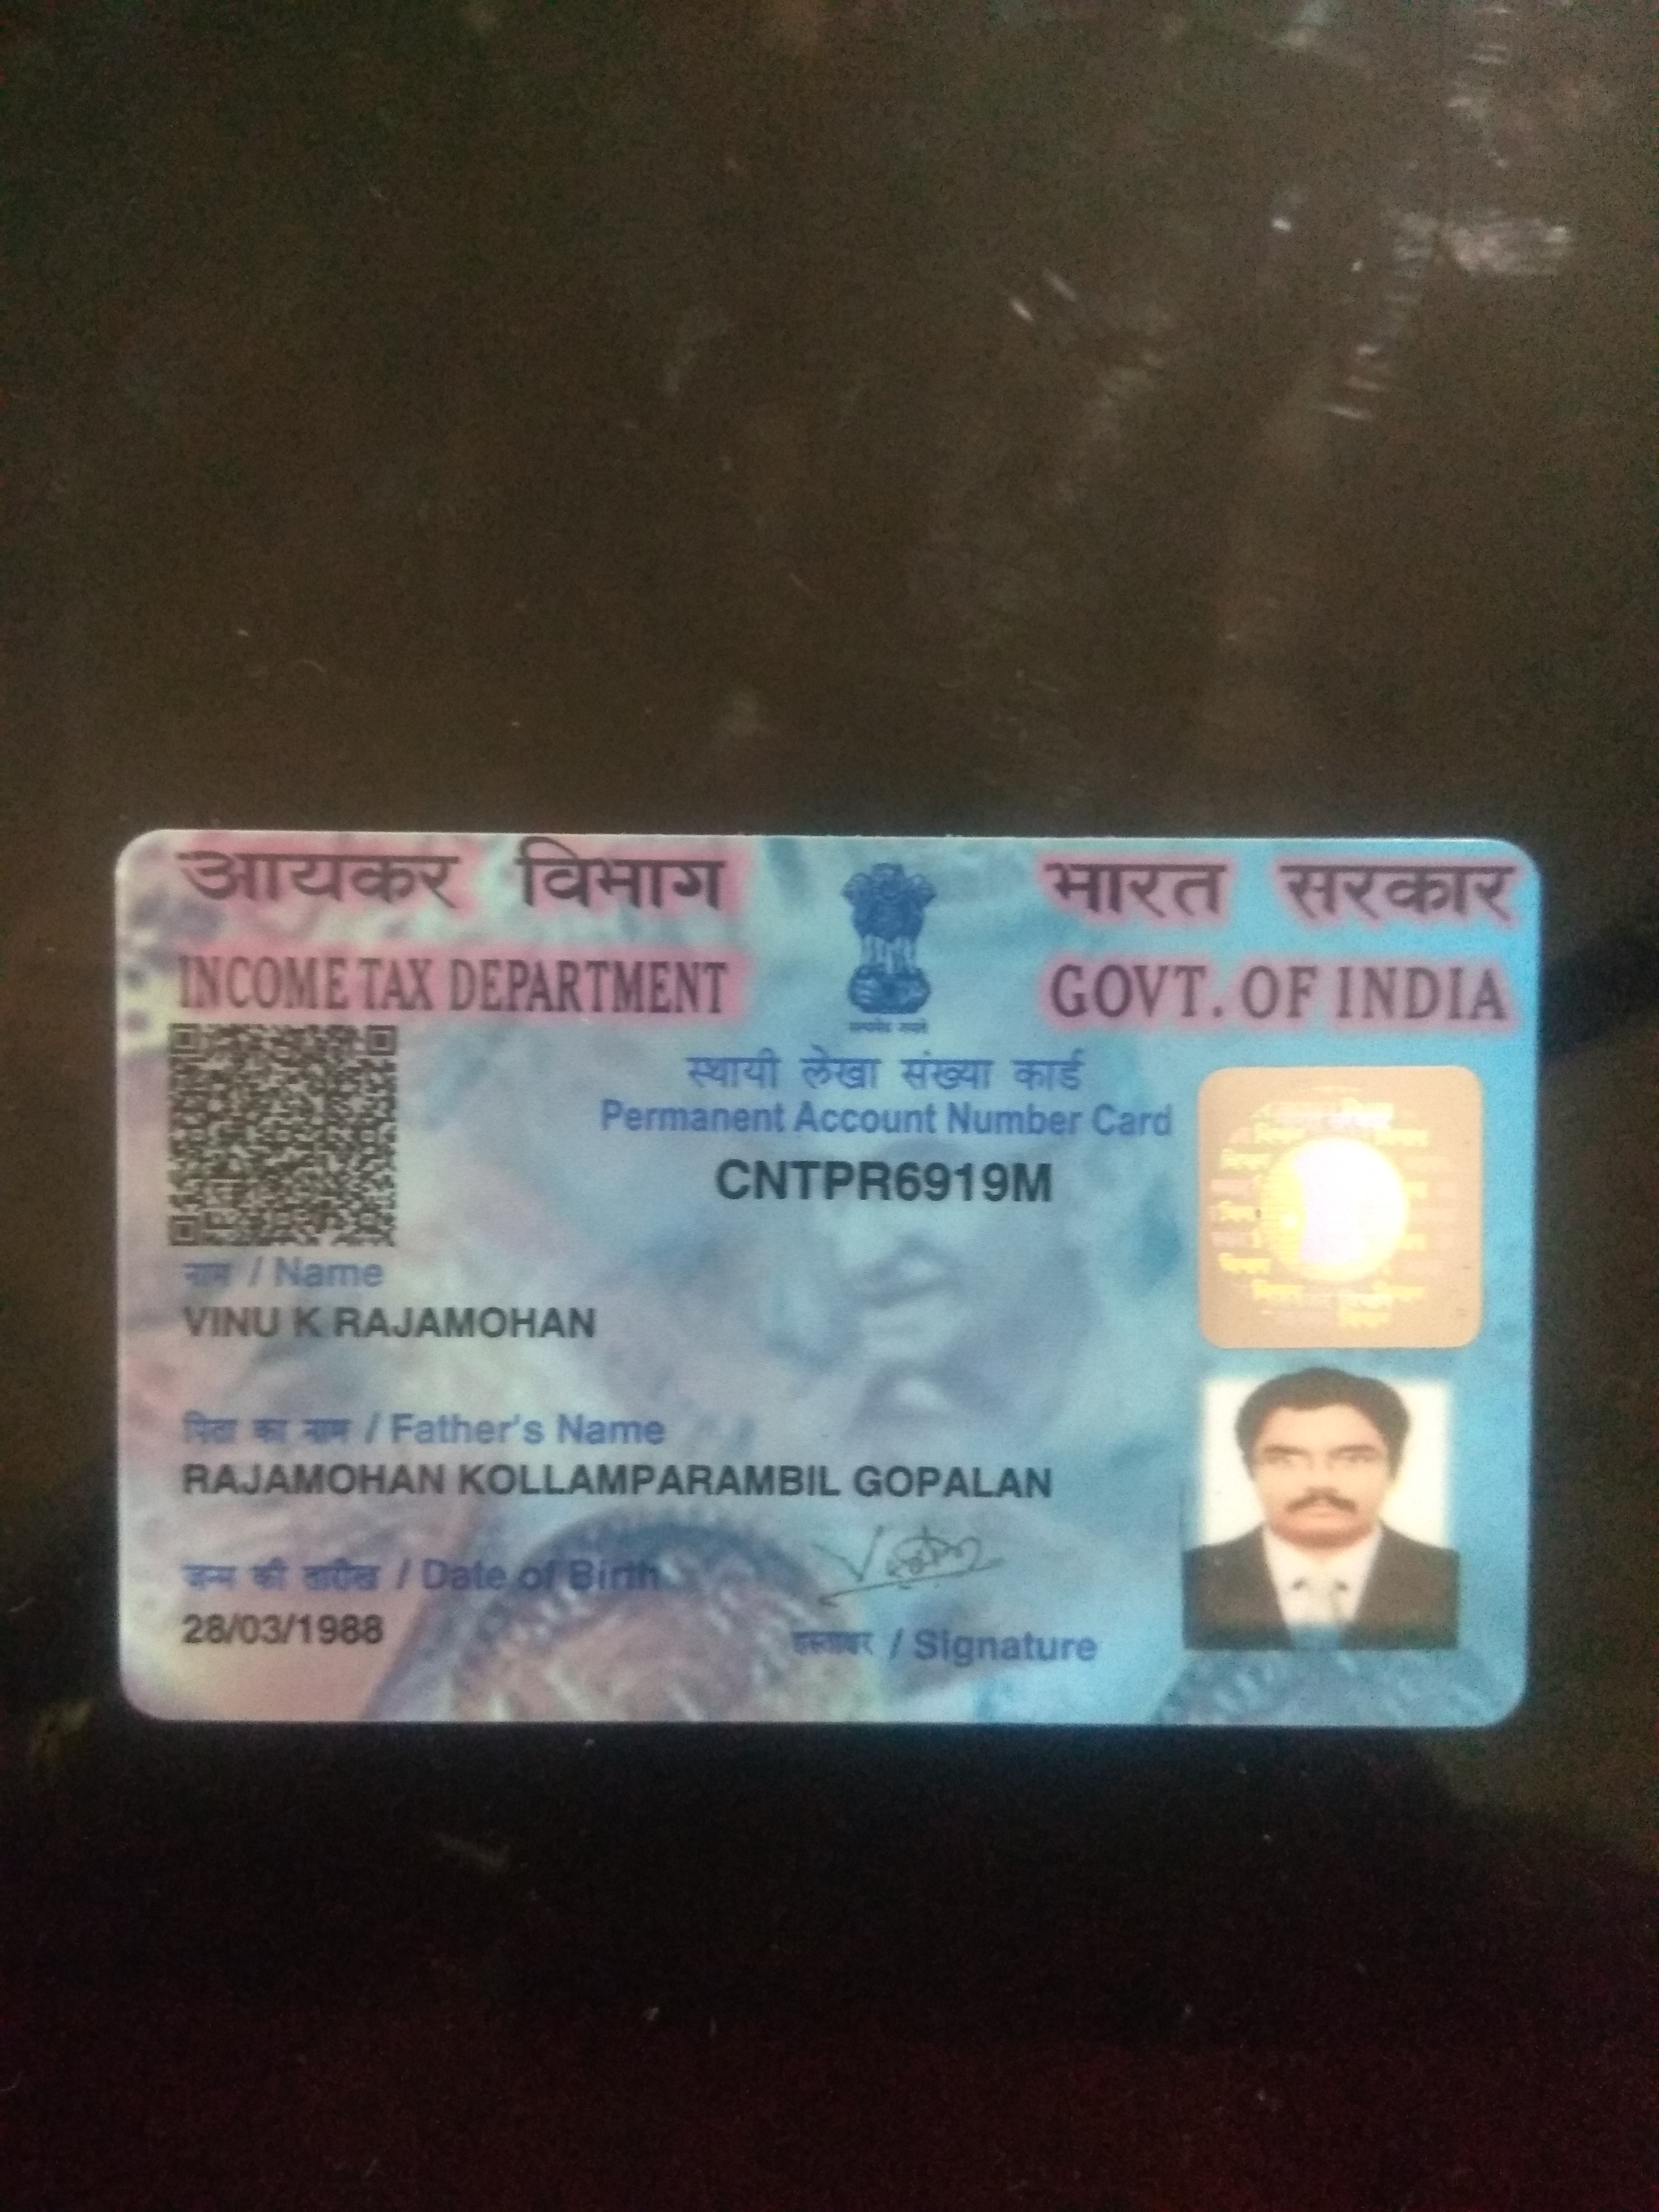 आयकर विभाग
INCOME TAX DEPARTMENT
भारत सरकार
GOVT. OF INDIA
सत्यमेव जयते
स्थायी लेखा संख्या कार्ड
Permanent Account Number Card
CNTPR6919M
नाम / Name
VINU K RAJAMOHAN
पिता का नाम / Father's Name
RAJAMOHAN KOLLAMPARAMBIL GOPALAN
जन्म की तारीख / Date of Birth
28/03/1988
हस्ताक्षर / Signature